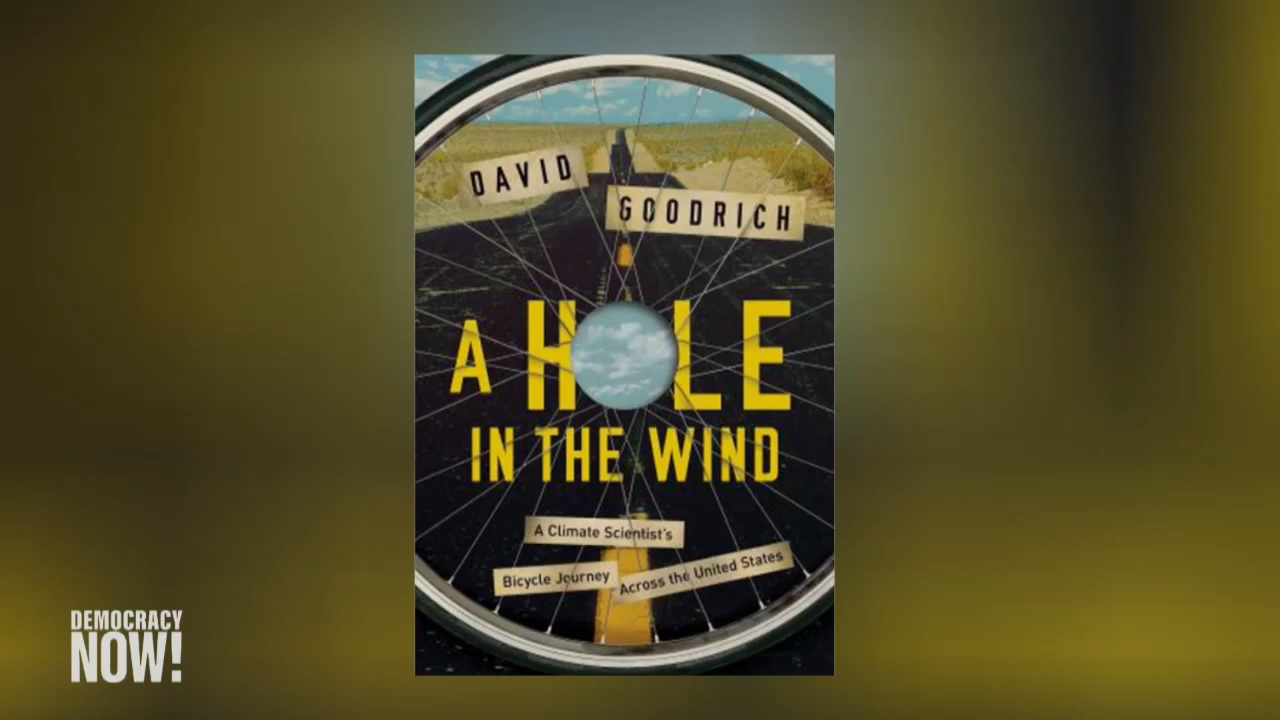 DAVID
GOODRICH
A HOLE
IN THE WIND
A Climate Scientist's
Bicycle Journey
Across the United States
DEMOCRACY
NOW!